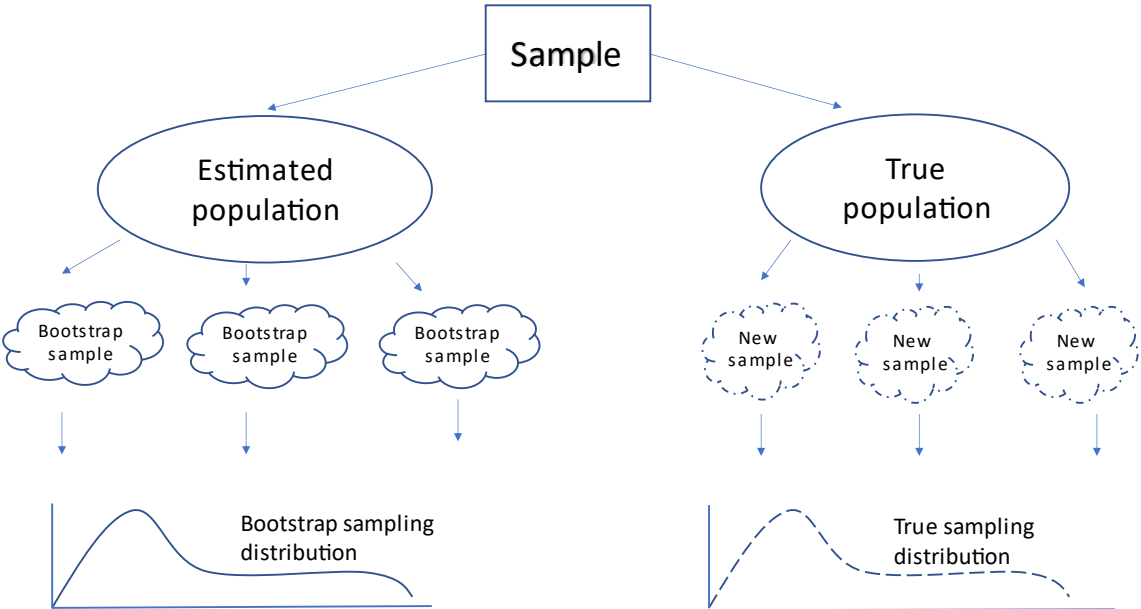 Sample
Estimated
population
True
population
Bootstrap
sample
Bootstrap
sample
Bootstrap
sample
New
sample
New
sample
New
sample
Bootstrap sampling
distribution
True sampling
distribution